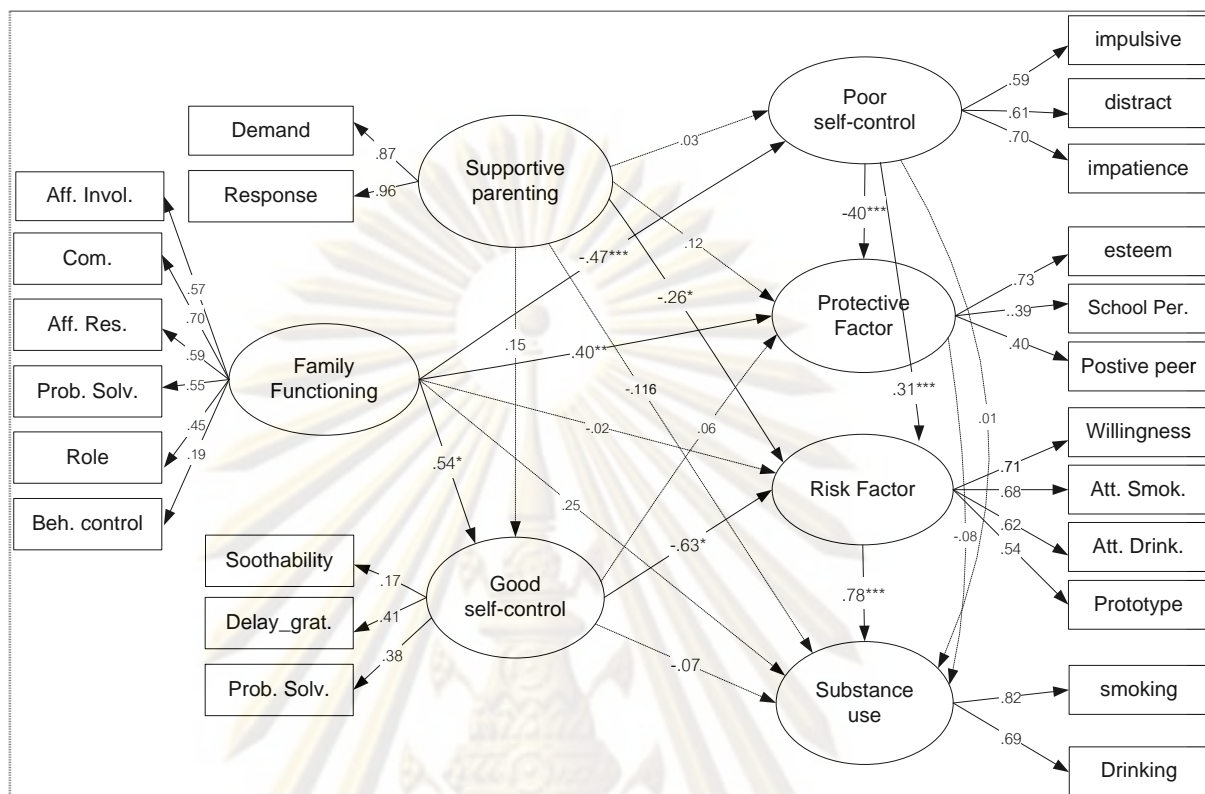 impulsive
.59
Poor
self-control
distract
.61
.70
impatience
Demand
.87
Supportive
parenting
.03
Response
.96
Aff. Invol.
Com.
Aff. Res.
Prob. Solv.
Role
Beh. control
.57
.70
.59
.55
.45
.19
Family
Functioning
-.47***
-40***
.12
-.26*
.40**
.15
-.116
-.02
.06
.54*
.25
Protective
Factor
esteem
.73
School Per.
..39
.40
Postive peer
.31***
.01
Willingness
.71
Risk Factor
Att. Smok.
.68
.62
Att. Drink.
.54
Prototype
-.08
-.63*
.78***
Soothability
.17
Good
self-control
Delay_grat.
.41
.38
Prob. Solv.
-.07
Substance
use
smoking
.82
.69
Drinking